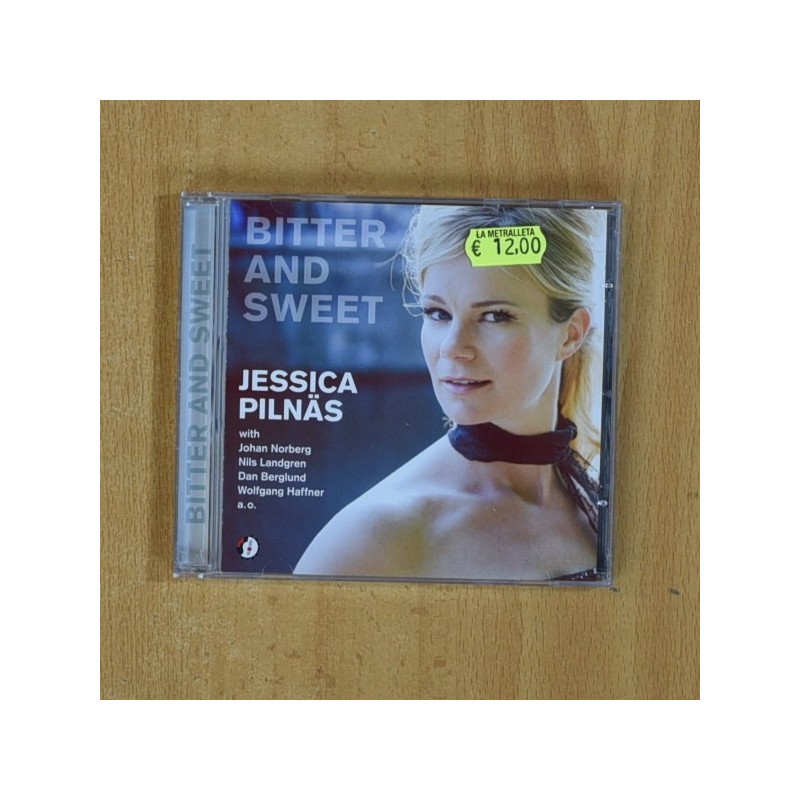 BITTER AND SWEET
BITTER
AND
SWEET
LA METRALLETA
€ 12,00
JESSICA
PILNÄS
with
Johan Norberg
Nils Landgren
Dan Berglund
Wolfgang Haffner
a.o.